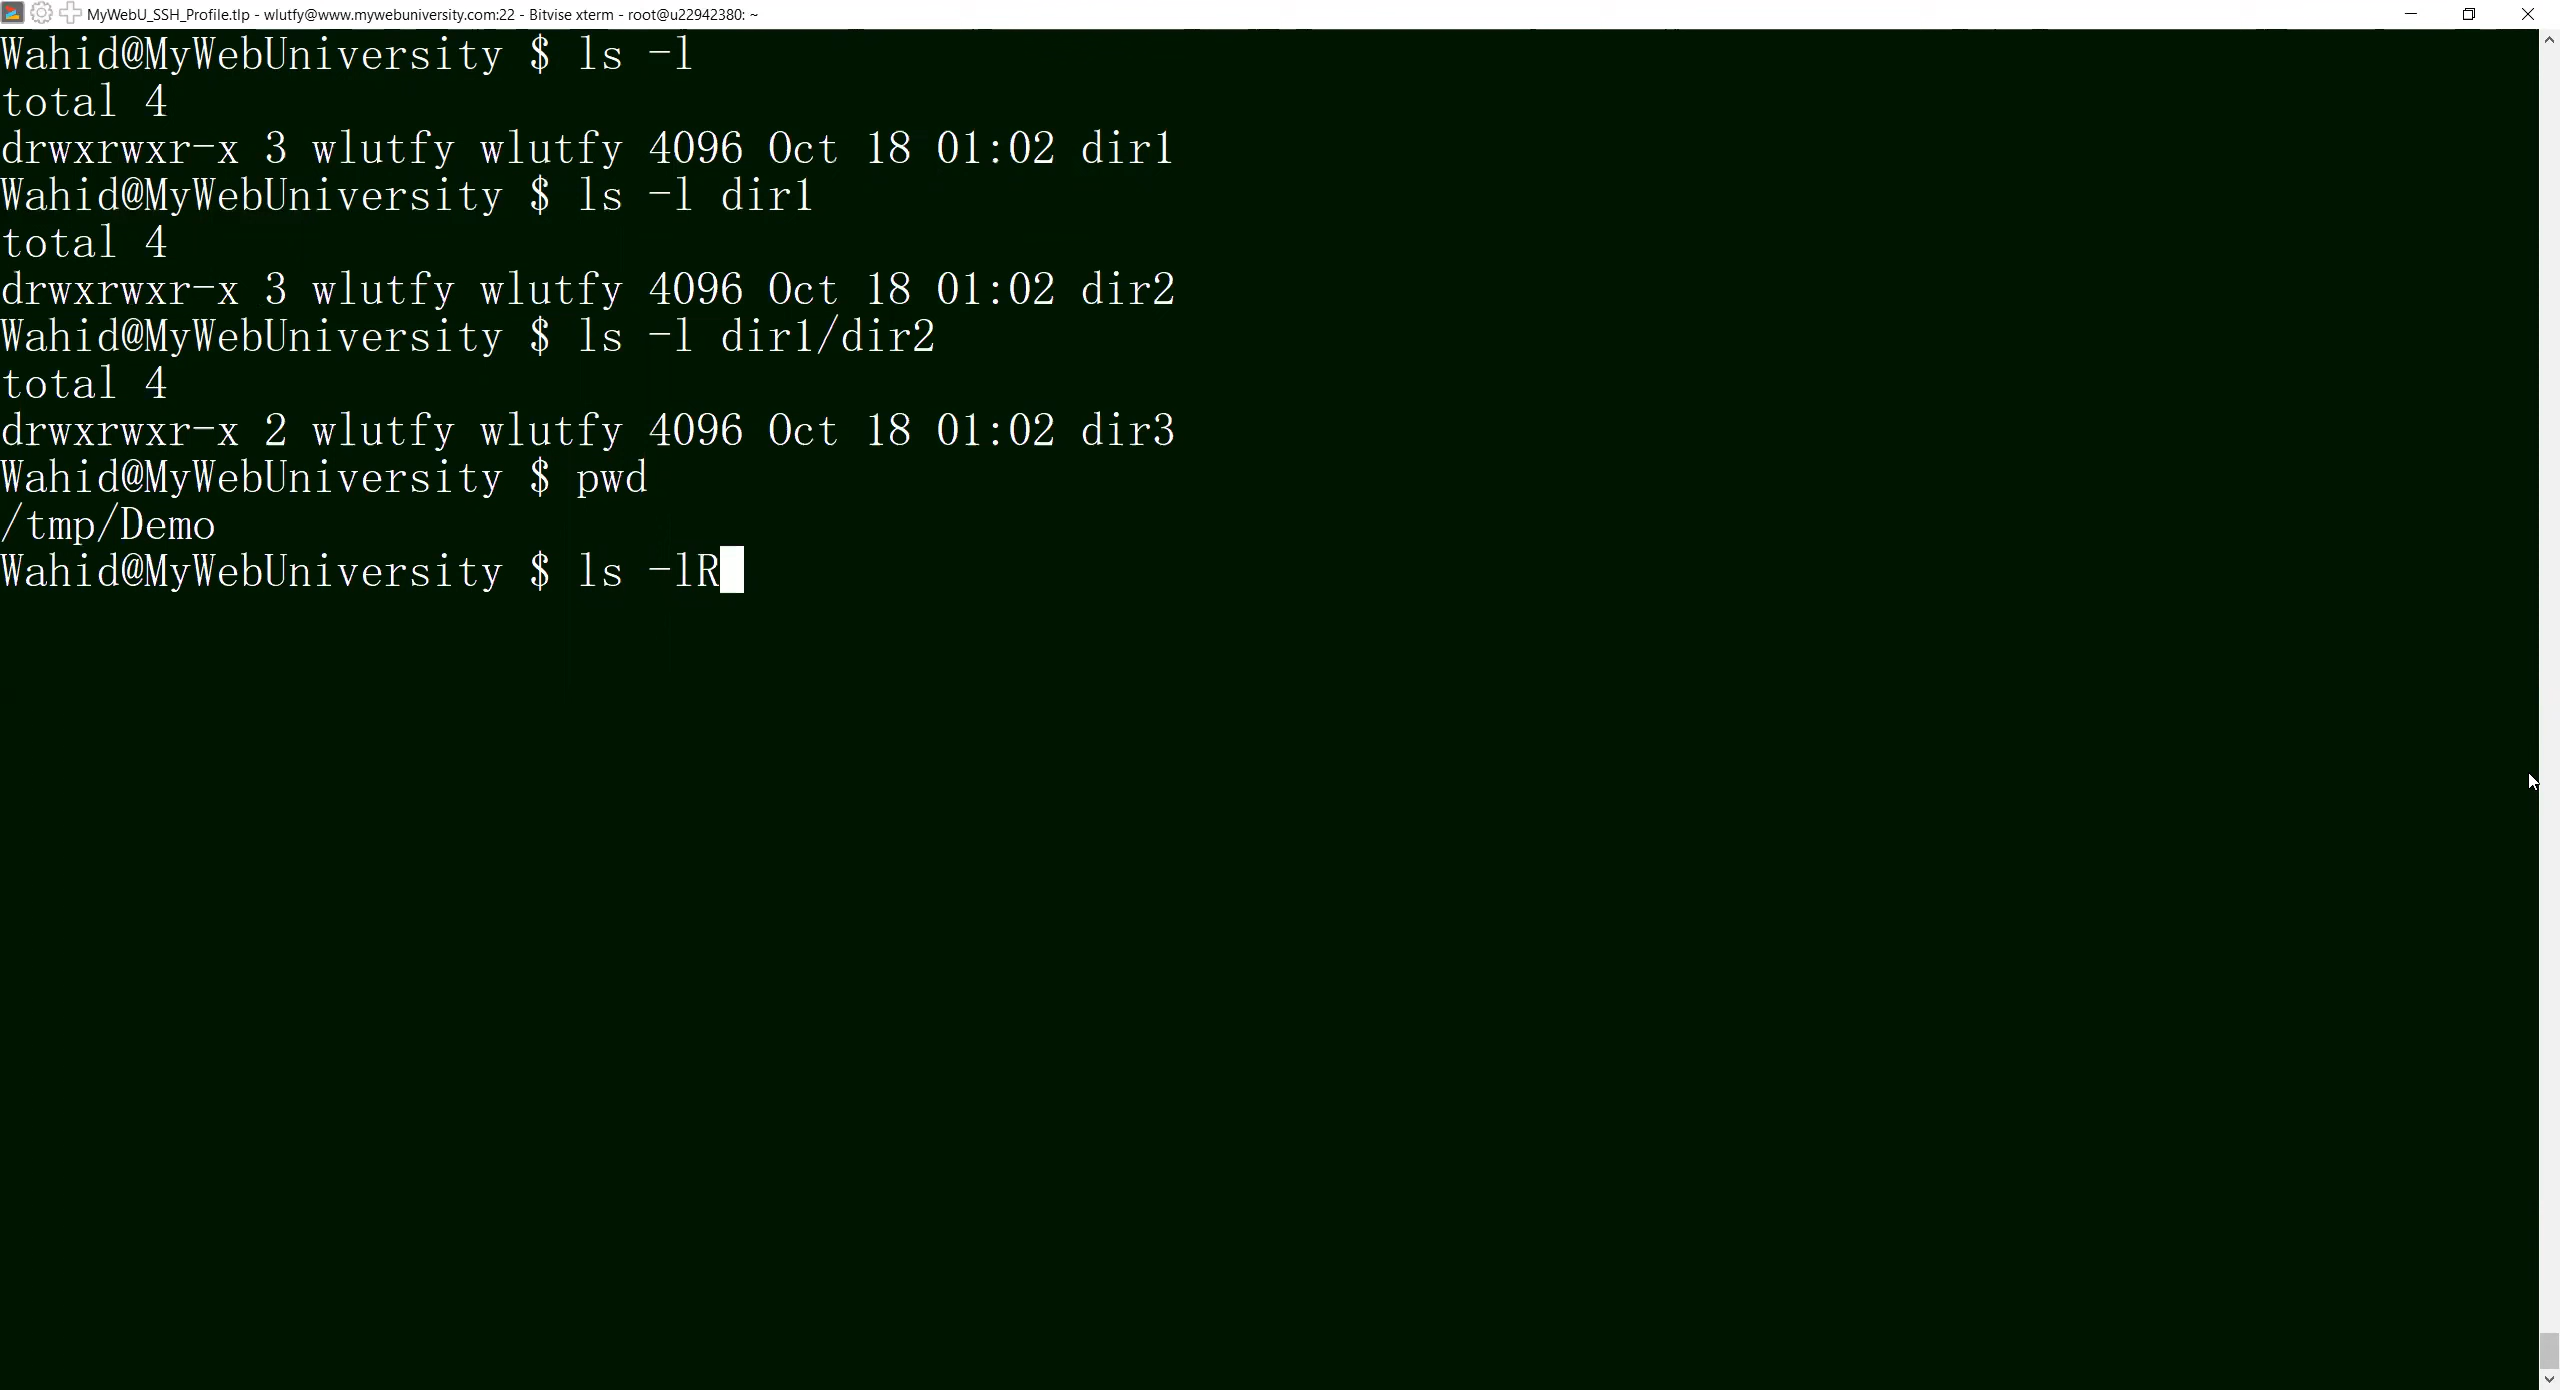 MyWebU_SSH_Profile.tlp - wlutfy@www.mywebuniversity.com:22 - Bitvise xterm - root@u22942380: ~
Wahid@MyWebUniversity $ ls -l
total 4
drwxrwxr-x 3 wlutfy wlutfy 4096 Oct 18 01:02 dir1
Wahid@MyWebUniversity $ ls -l dir1
total 4
drwxrwxr-x 3 wlutfy wlutfy 4096 Oct 18 01:02 dir2
Wahid@MyWebUniversity $ ls -l dir1/dir2
total 4
drwxrwxr-x 2 wlutfy wlutfy 4096 Oct 18 01:02 dir3
Wahid@MyWebUniversity $ pwd
/tmp/Demo
Wahid@MyWebUniversity $ ls -lR